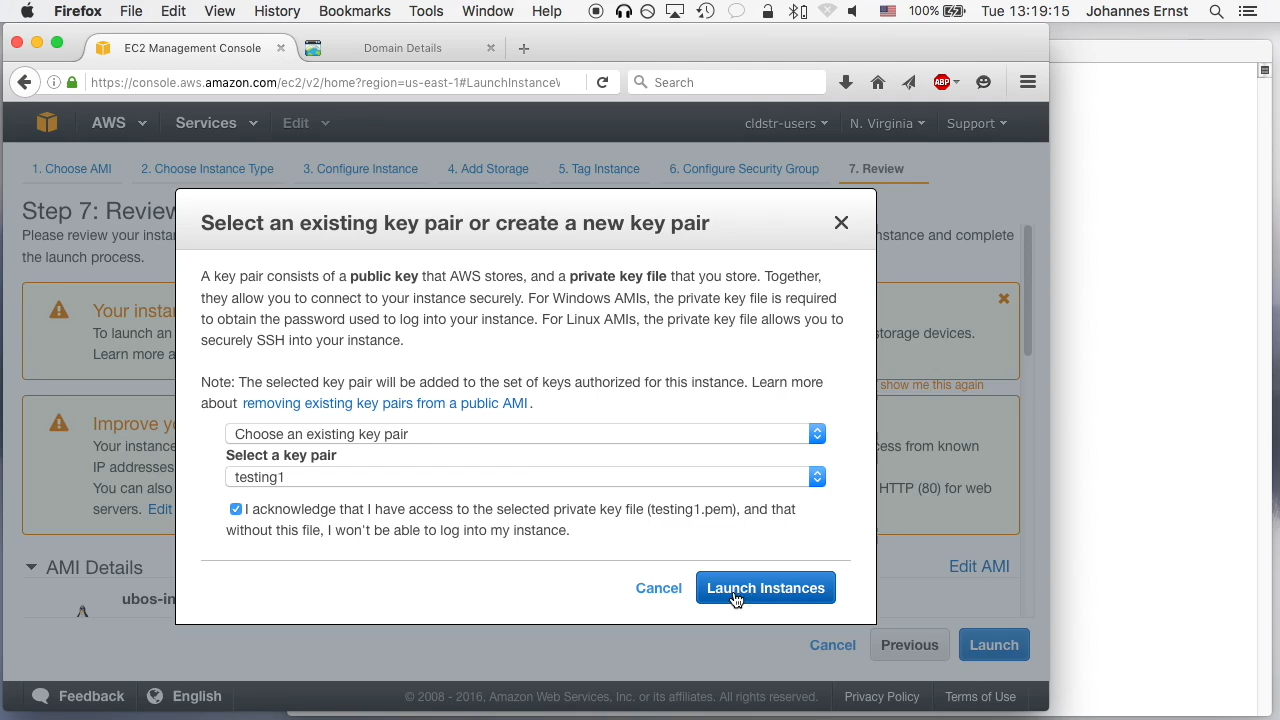 Firefox File Edit View History Bookmarks Tools Window Help 100% Tue 13:19:15 Johannes Ernst
EC2 Management Console Domain Details
https://console.aws.amazon.com/ec2/v2/home?region=us-east-1#LaunchInstance Search ABP
AWS Services Edit cldstr-users N. Virginia Support
1. Choose AMI 2. Choose Instance Type 3. Configure Instance 4. Add Storage 5. Tag Instance 6. Configure Security Group 7. Review
Step 7: Review
Please review your insta
nstance and complete
the launch process.
Select an existing key pair or create a new key pair
A key pair consists of a public key that AWS stores, and a private key file that you store. Together,
they allow you to connect to your instance securely. For Windows AMIs, the private key file is required
to obtain the password used to log into your instance. For Linux AMIs, the private key file allows you to
securely SSH into your instance.
Note: The selected key pair will be added to the set of keys authorized for this instance. Learn more
about removing existing key pairs from a public AMI.
Choose an existing key pair
Select a key pair
testing1
I acknowledge that I have access to the selected private key file (testing1.pem), and that
without this file, I won't be able to log into my instance.
Cancel Launch Instances
Your insta
To launch an
torage devices.
Learn more a
show me this again
Improve y
Your instance
cess from known
IP addresses
You can also
HTTP (80) for web
servers. Edit
AMI Details Edit AMI
ubos-in
Cancel Previous Launch
Feedback English © 2008 - 2016, Amazon Web Services, Inc. or its affiliates. All rights reserved. Privacy Policy Terms of Use